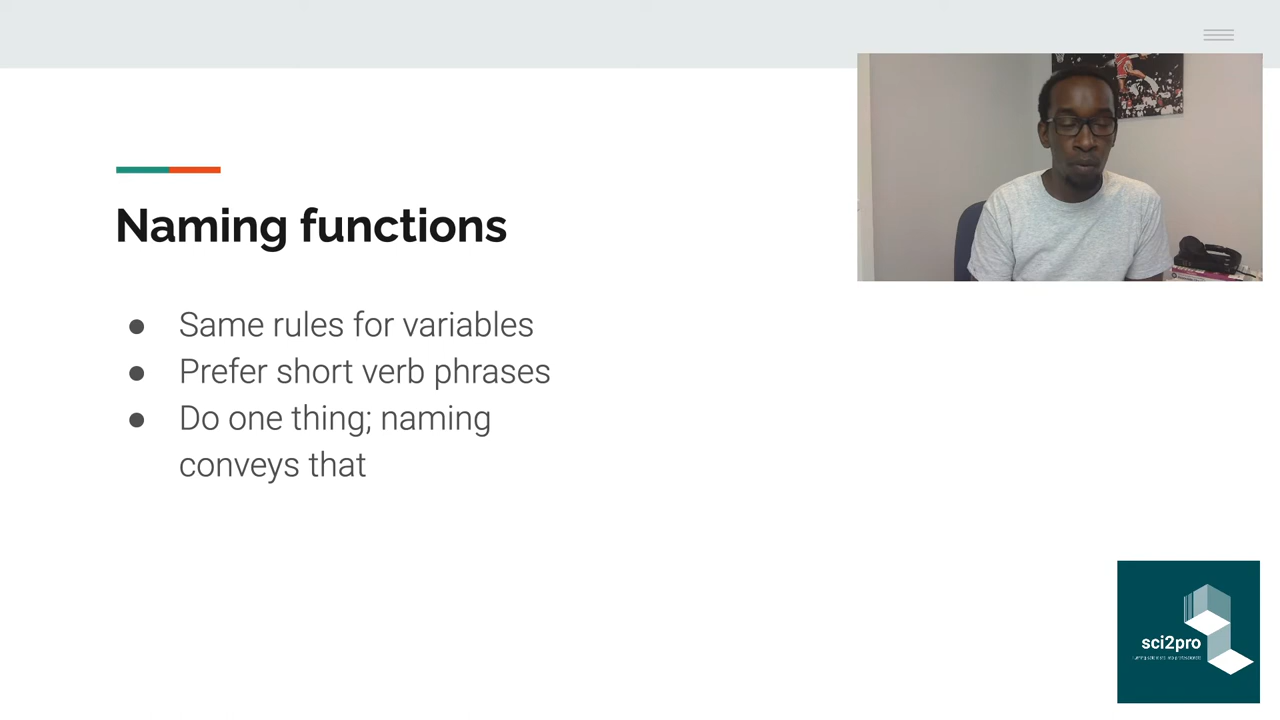 Naming functions
● Same rules for variables
● Prefer short verb phrases
● Do one thing; naming
conveys that
sci2pro